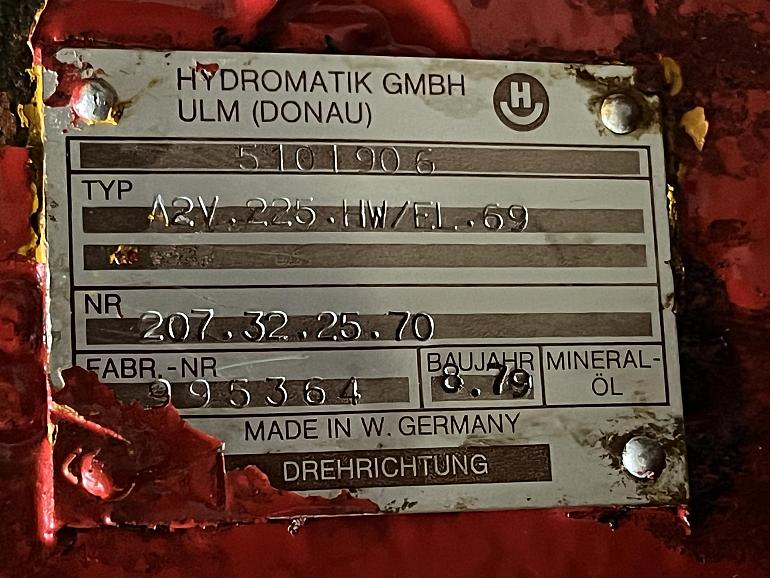 HYDROMATIK GMBH
ULM (DONAU)
H
5101906
TYP
A2V.225.HW/EL.69
NR
207.32.25.70
FABR.-NR
995364
BAUJAHR
8.79
MINERAL-
ÖL
MADE IN W. GERMANY
DREHRICHTUNG